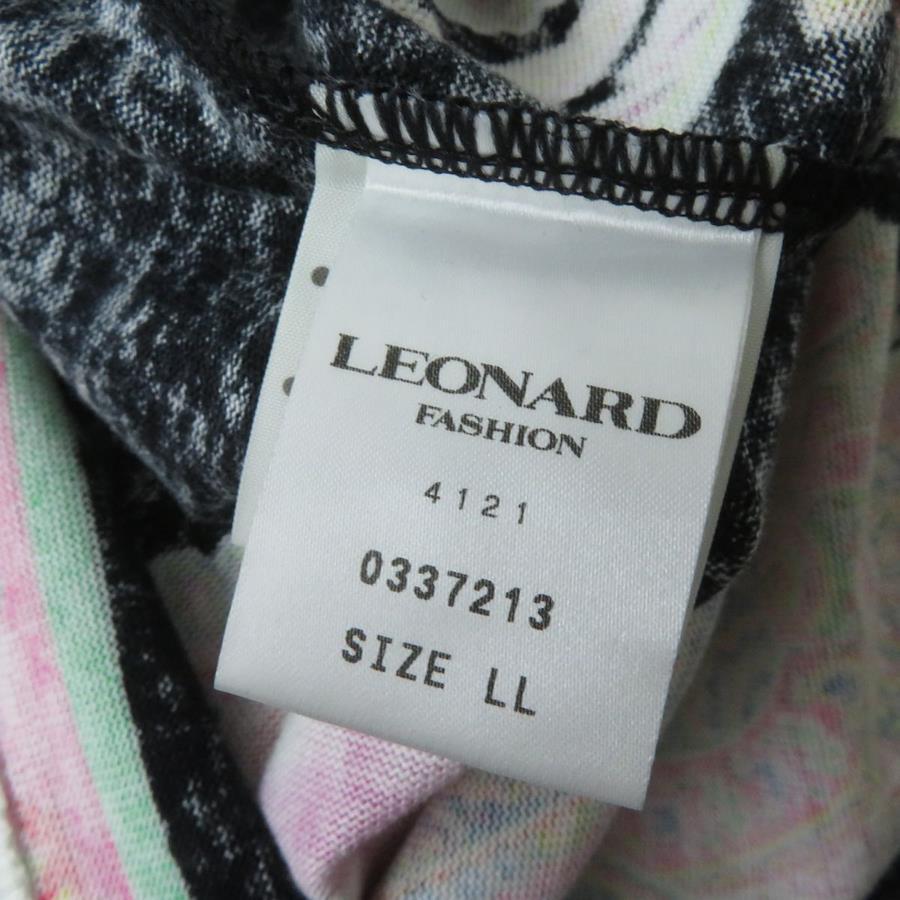 LEONARD
FASHION
4121
0337213
SIZE LL